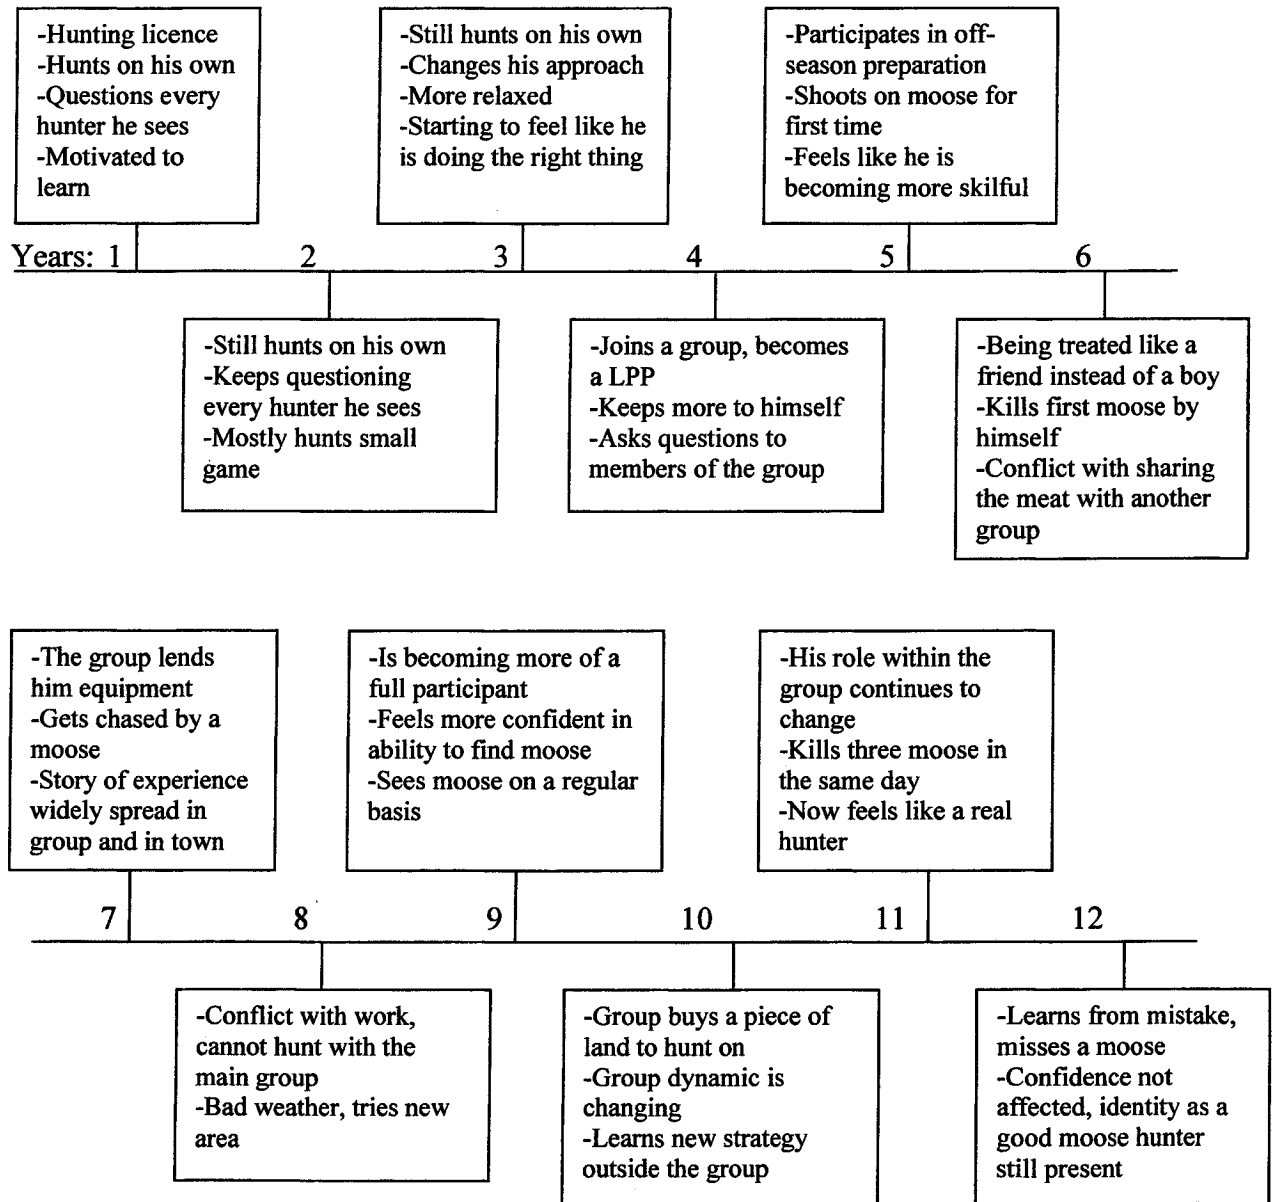 -Hunting licence
-Hunts on his own
-Questions every
hunter he sees
-Motivated to
learn
-Still hunts on his own
-Changes his approach
-More relaxed
-Starting to feel like he
is doing the right thing
-Participates in off-
season preparation
-Shoots on moose for
first time
-Feels like he is
becoming more skilful
Years: 1 2 3 4 5 6
-Still hunts on his own
-Keeps questioning
every hunter he sees
-Mostly hunts small
game
-Joins a group, becomes
a LPP
-Keeps more to himself
-Asks questions to
members of the group
-Being treated like a
friend instead of a boy
-Kills first moose by
himself
-Conflict with sharing
the meat with another
group
-The group lends
him equipment
-Gets chased by a
moose
-Story of experience
widely spread in
group and in town
-Is becoming more of a
full participant
-Feels more confident in
ability to find moose
-Sees moose on a regular
basis
-His role within the
group continues to
change
-Kills three moose in
the same day
-Now feels like a real
hunter
7 8 9 10 11 12
-Conflict with work,
cannot hunt with the
main group
-Bad weather, tries new
area
-Group buys a piece of
land to hunt on
-Group dynamic is
changing
-Learns new strategy
outside the group
-Learns from mistake,
misses a moose
-Confidence not
affected, identity as a
good moose hunter
still present